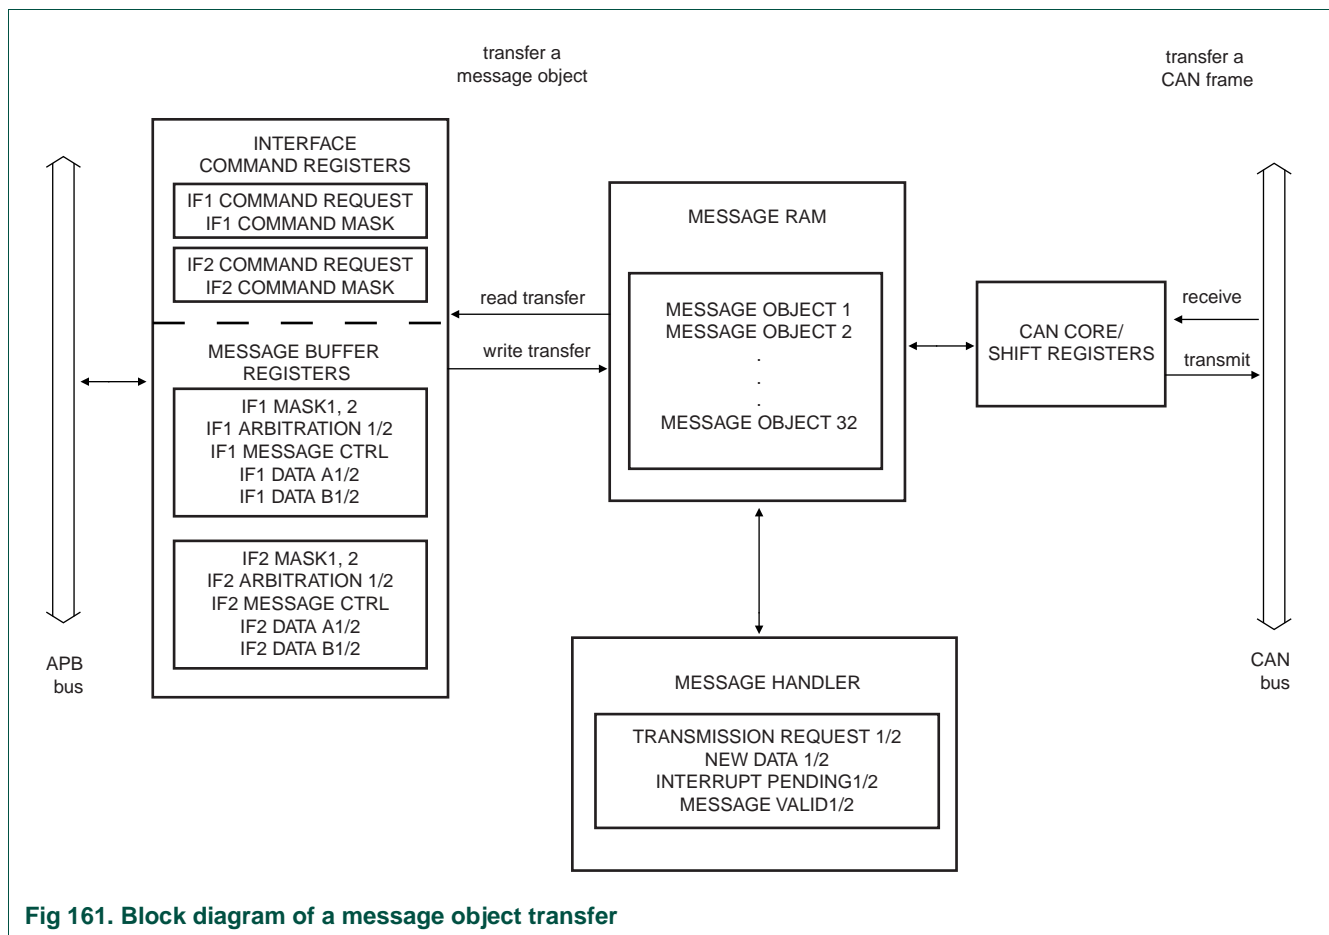 transfer a
message object
transfer a
CAN frame
INTERFACE
COMMAND REGISTERS
IF1 COMMAND REQUEST
IF1 COMMAND MASK
IF2 COMMAND REQUEST
IF2 COMMAND MASK
MESSAGE BUFFER
REGISTERS
IF1 MASK1, 2
IF1 ARBITRATION 1/2
IF1 MESSAGE CTRL
IF1 DATA A1/2
IF1 DATA B1/2
IF2 MASK1, 2
IF2 ARBITRATION 1/2
IF2 MESSAGE CTRL
IF2 DATA A1/2
IF2 DATA B1/2
APB
bus
read transfer
write transfer
MESSAGE RAM
MESSAGE OBJECT 1
MESSAGE OBJECT 2
.
.
.
MESSAGE OBJECT 32
CAN CORE/
SHIFT REGISTERS
receive
transmit
CAN
bus
MESSAGE HANDLER
TRANSMISSION REQUEST 1/2
NEW DATA 1/2
INTERRUPT PENDING1/2
MESSAGE VALID1/2
Fig 161. Block diagram of a message object transfer